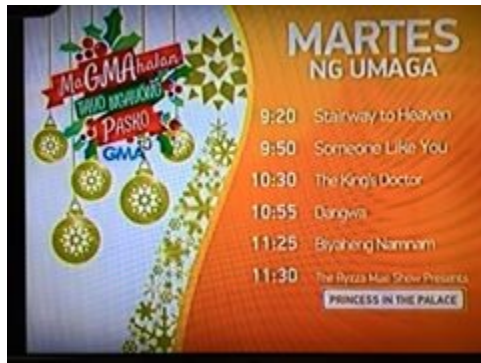 MaGMAhalan
TAYO NGAYONG
PASKO
GMA
MARTES
NG UMAGA
9:20 Stairway to Heaven
9:50 Someone Like You
10:30 The King's Doctor
10:55 Dangwa
11:25 Biyaheng Namnam
11:30 The Ryzza Mae Show Presents
PRINCESS IN THE PALACE